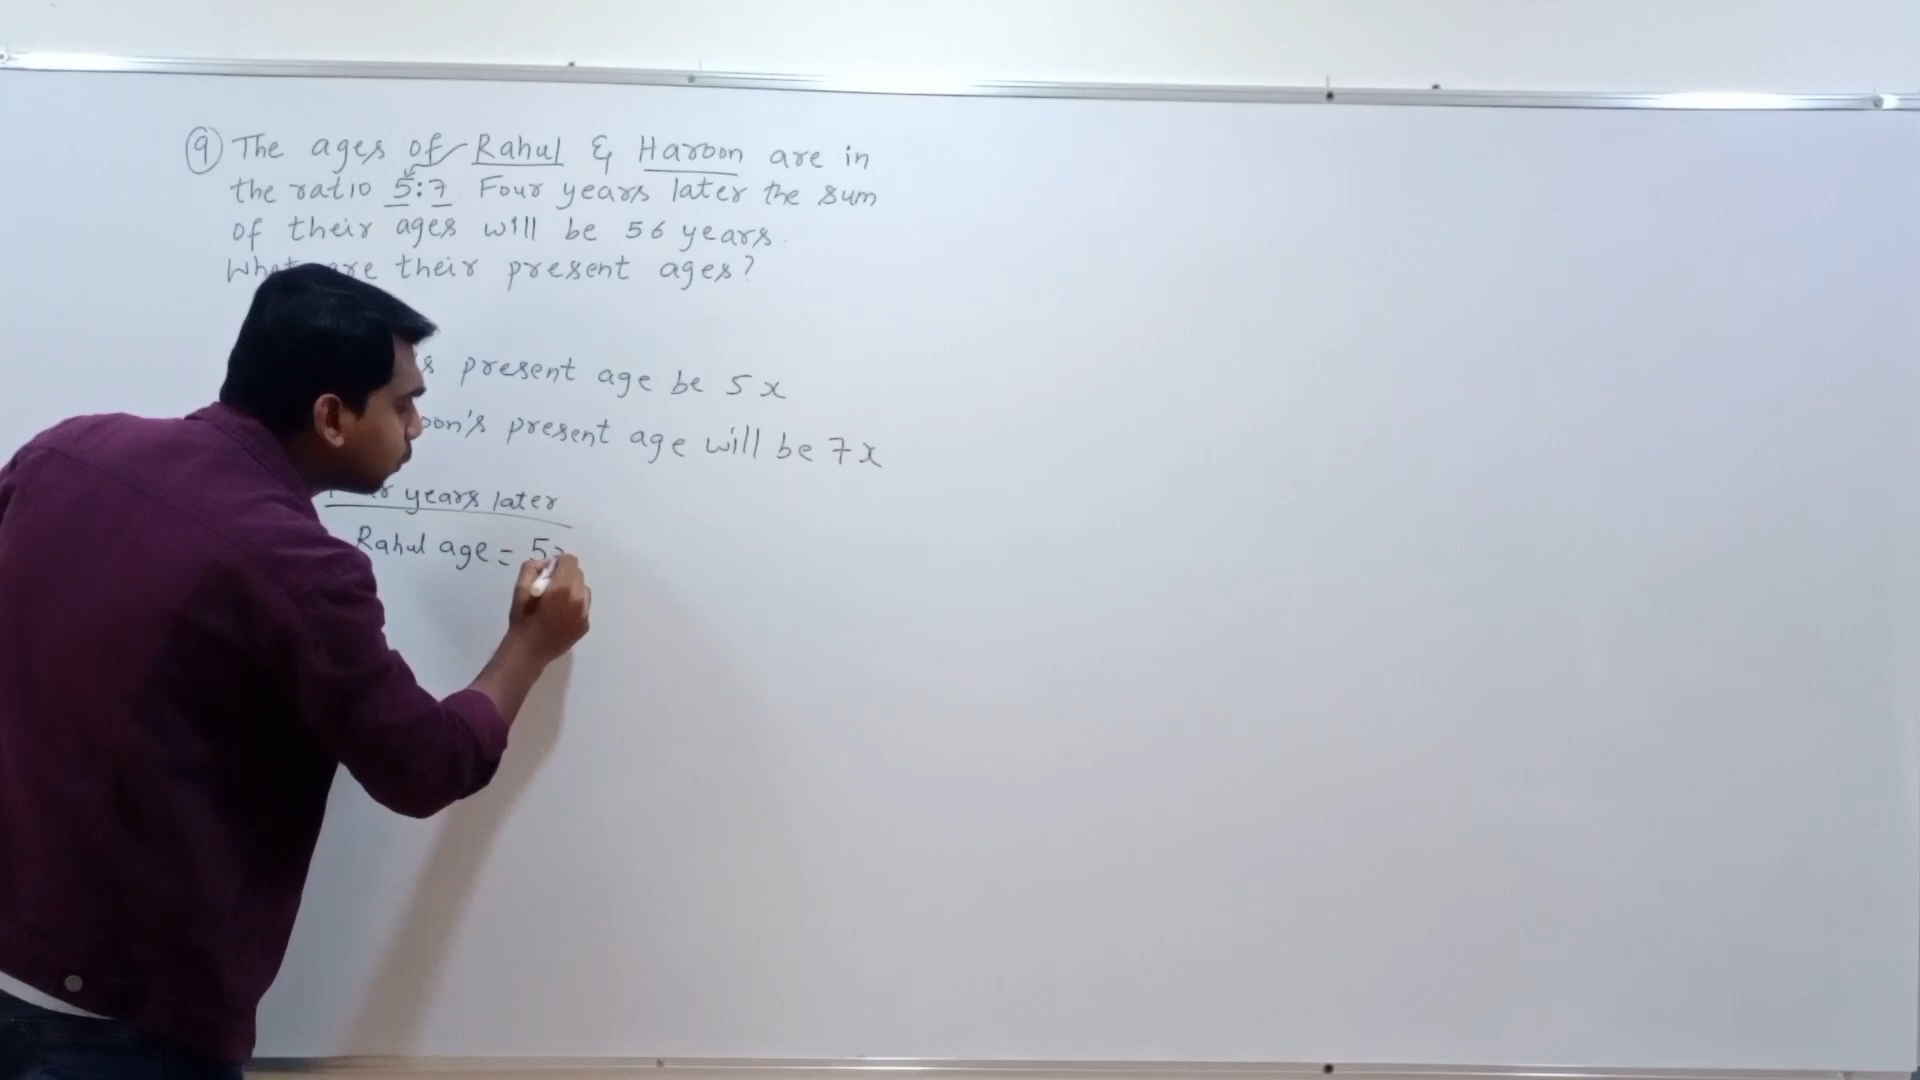 9 The ages of Rahul & Haroon are in
the ratio 5:7. Four years later the sum
of their ages will be 56 years.
What are their present ages?
present age be 5x
present age will be 7x
years later
Rahul age = 5